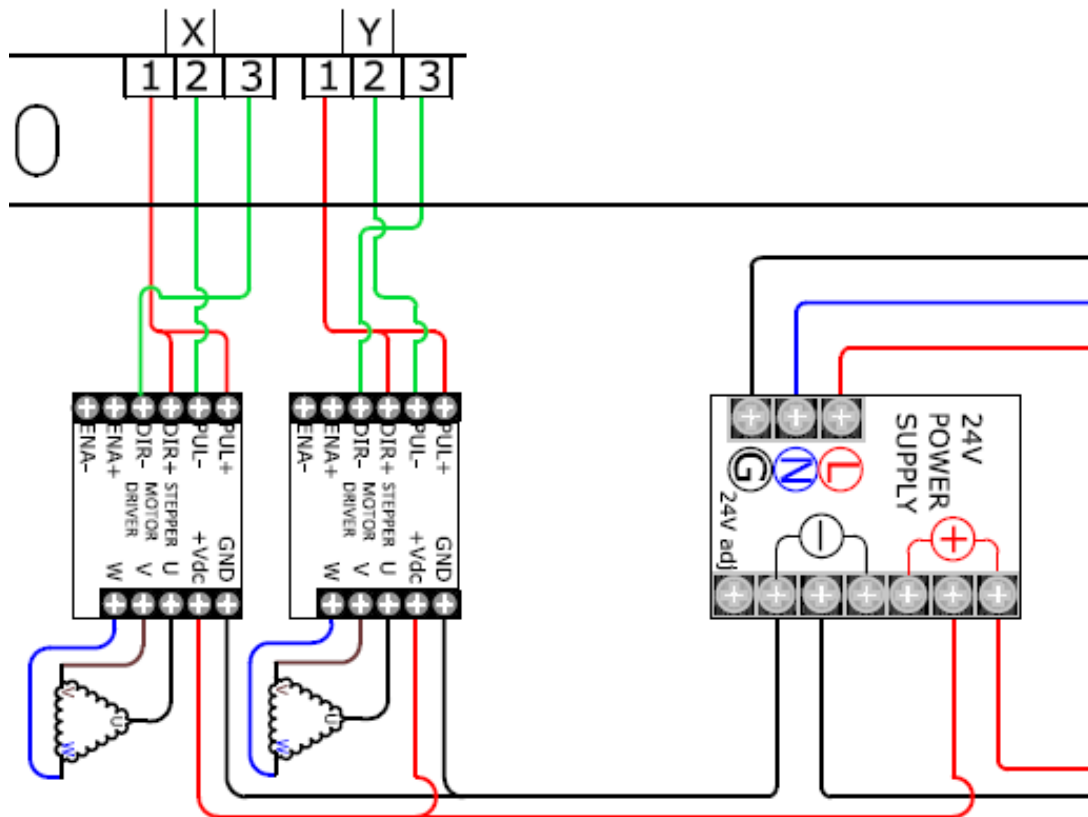 X
Y
1 2 3
1 2 3
ENA-
ENA+
DIR-
DIR+
PUL-
PUL+
STEPPER
MOTOR
DRIVER
W
V
U
+Vdc
GND
ENA-
ENA+
DIR-
DIR+
PUL-
PUL+
STEPPER
MOTOR
DRIVER
W
V
U
+Vdc
GND
V
U
W
V
U
W
G N L
24V
POWER
SUPPLY
24V adj
−
+